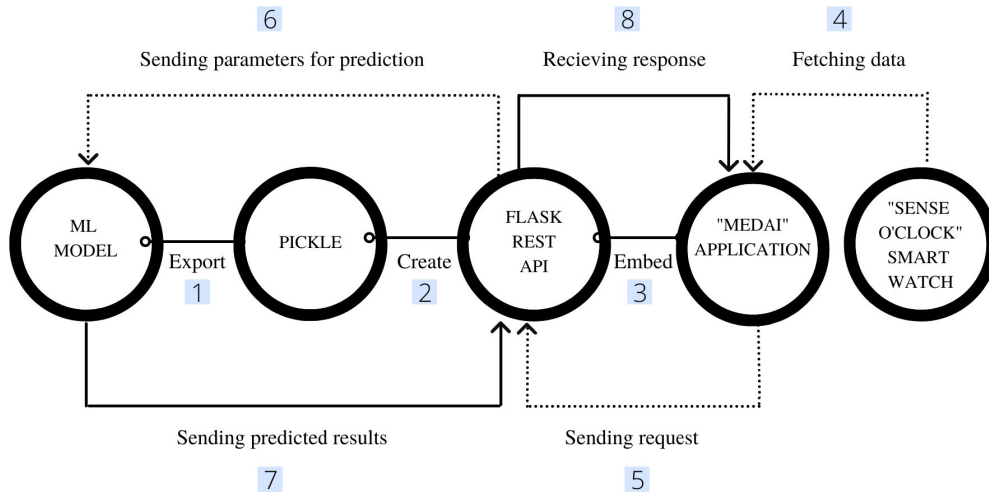 6
8
4
Sending parameters for prediction
Recieving response
Fetching data
ML
MODEL
PICKLE
FLASK
REST
API
"MEDAI"
APPLICATION
"SENSE
O'CLOCK"
SMART
WATCH
Export
Create
Embed
1
2
3
Sending predicted results
Sending request
7
5